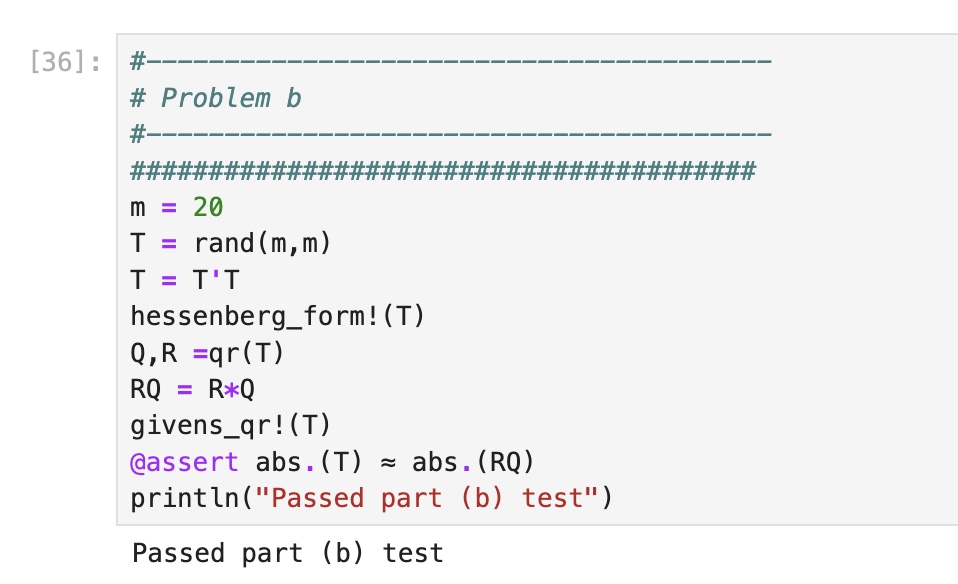 [36]:
#----------------------------------------
# Problem b
#----------------------------------------
########################################
m = 20
T = rand(m,m)
T = T'T
hessenberg_form!(T)
Q,R =qr(T)
RQ = R*Q
givens_qr!(T)
@assert abs.(T) ≈ abs.(RQ)
println("Passed part (b) test")
Passed part (b) test